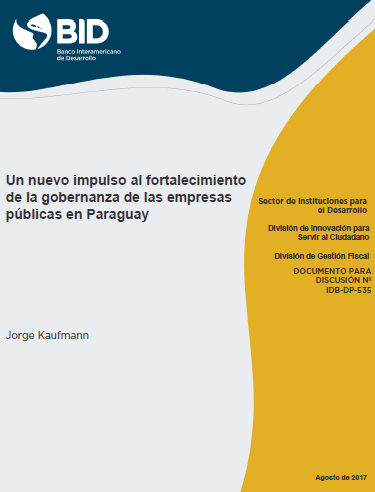 BID
Banco Interamericano
de Desarrollo
Un nuevo impulso al fortalecimiento
de la gobernanza de las empresas
públicas en Paraguay
Sector de Instituciones para
el Desarrollo
División de Innovación para
Servir al Ciudadano
División de Gestión Fiscal
DOCUMENTO PARA
DISCUSIÓN Nº
IDB-DP-535
Jorge Kaufmann
Agosto de 2017